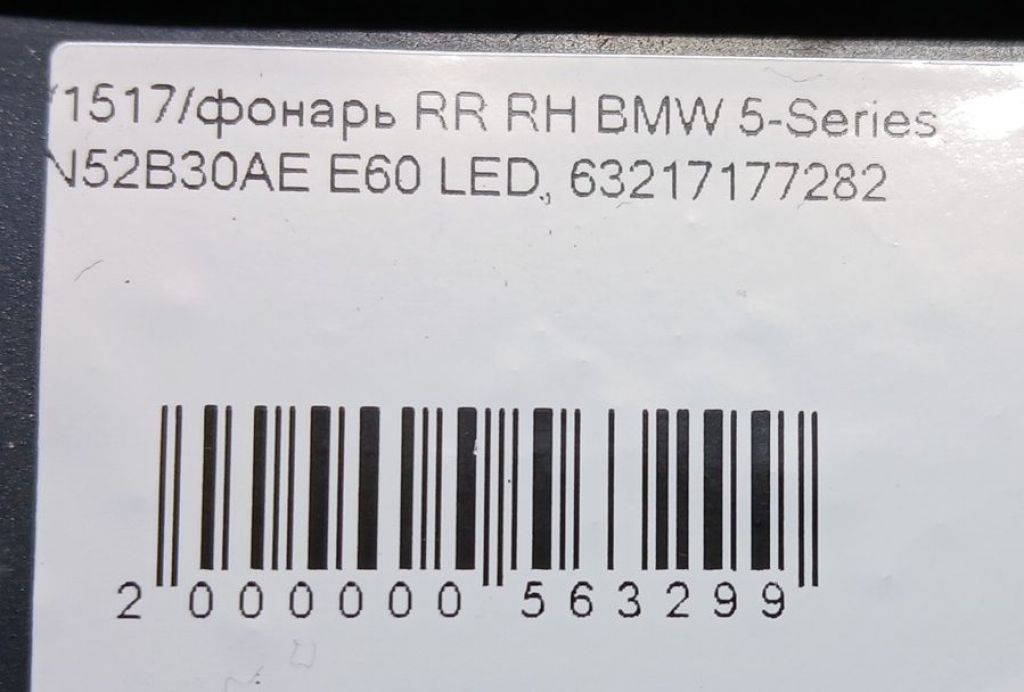 1517/фонарь RR RH BMW 5-Series
N52B30AE E60 LED., 63217177282
2 000000 563299